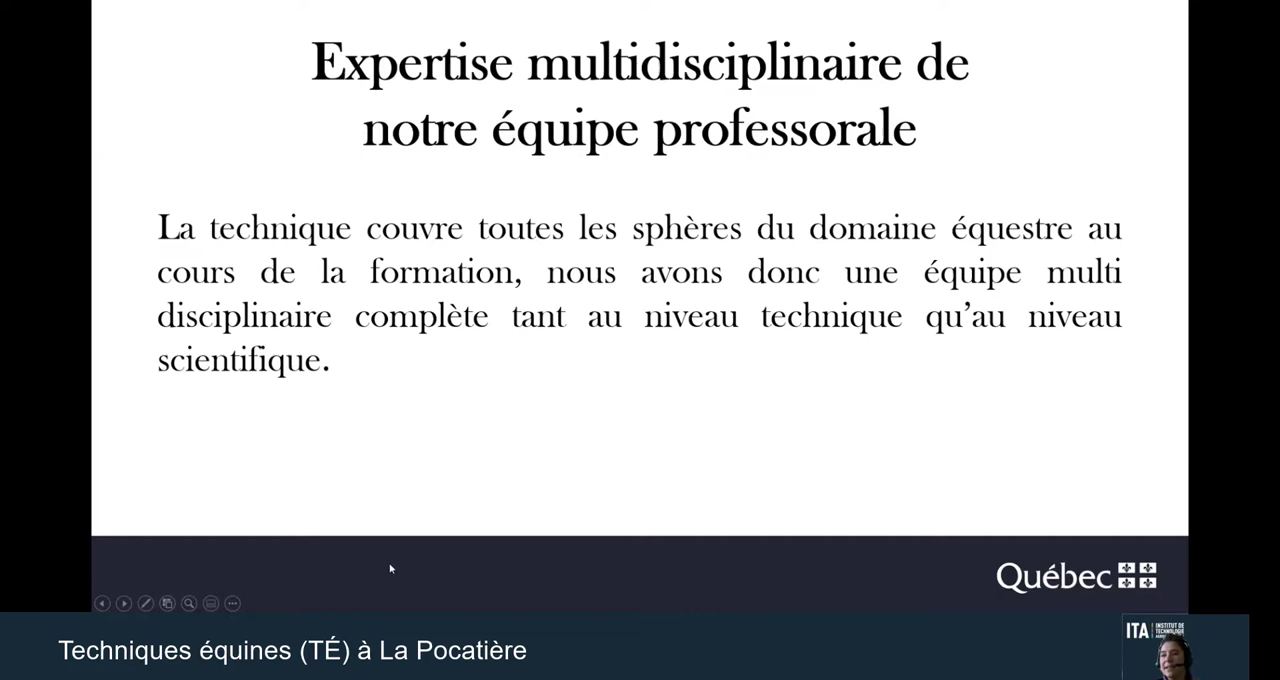 Expertise multidisciplinaire de
notre équipe professorale
La technique couvre toutes les sphères du domaine équestre au
cours de la formation, nous avons donc une équipe multi
disciplinaire complète tant au niveau technique qu’au niveau
scientifique.
Québec
Techniques équines (TÉ) à La Pocatière
ITA
INSTITUT DE
TECHNOLOGIE